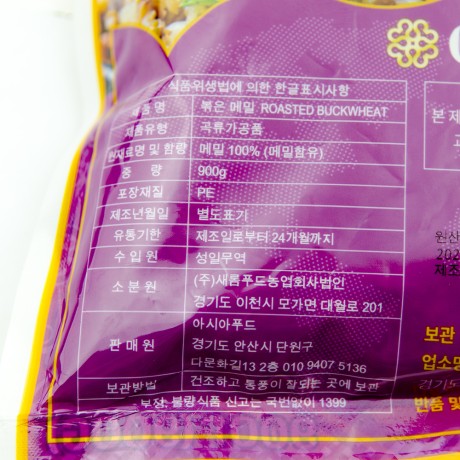 식품위생법에 의한 한글표시사항
제품명 볶은 메밀 ROASTED BUCKWHEAT
제품유형 곡류가공품
원재료명 및 함량 메밀 100% (메밀함유)
중 량 900g
포장재질 PE
제조년월일 별도표기
유통기한 제조일로부터 24개월까지
수 입 원 성일무역
소 분 원 (주)새롬푸드농업회사법인
경기도 이천시 모가면 대월로 201
판 매 원 아시아푸드
경기도 안산시 단원구
다문화길13 2층 010 9407 5136
보관방법 건조하고 통풍이 잘되는 곳에 보관
부정, 불량식품 신고는 국번없이 1399
본 제
원산
202
제조
보관
업소명
경기도
반품 및